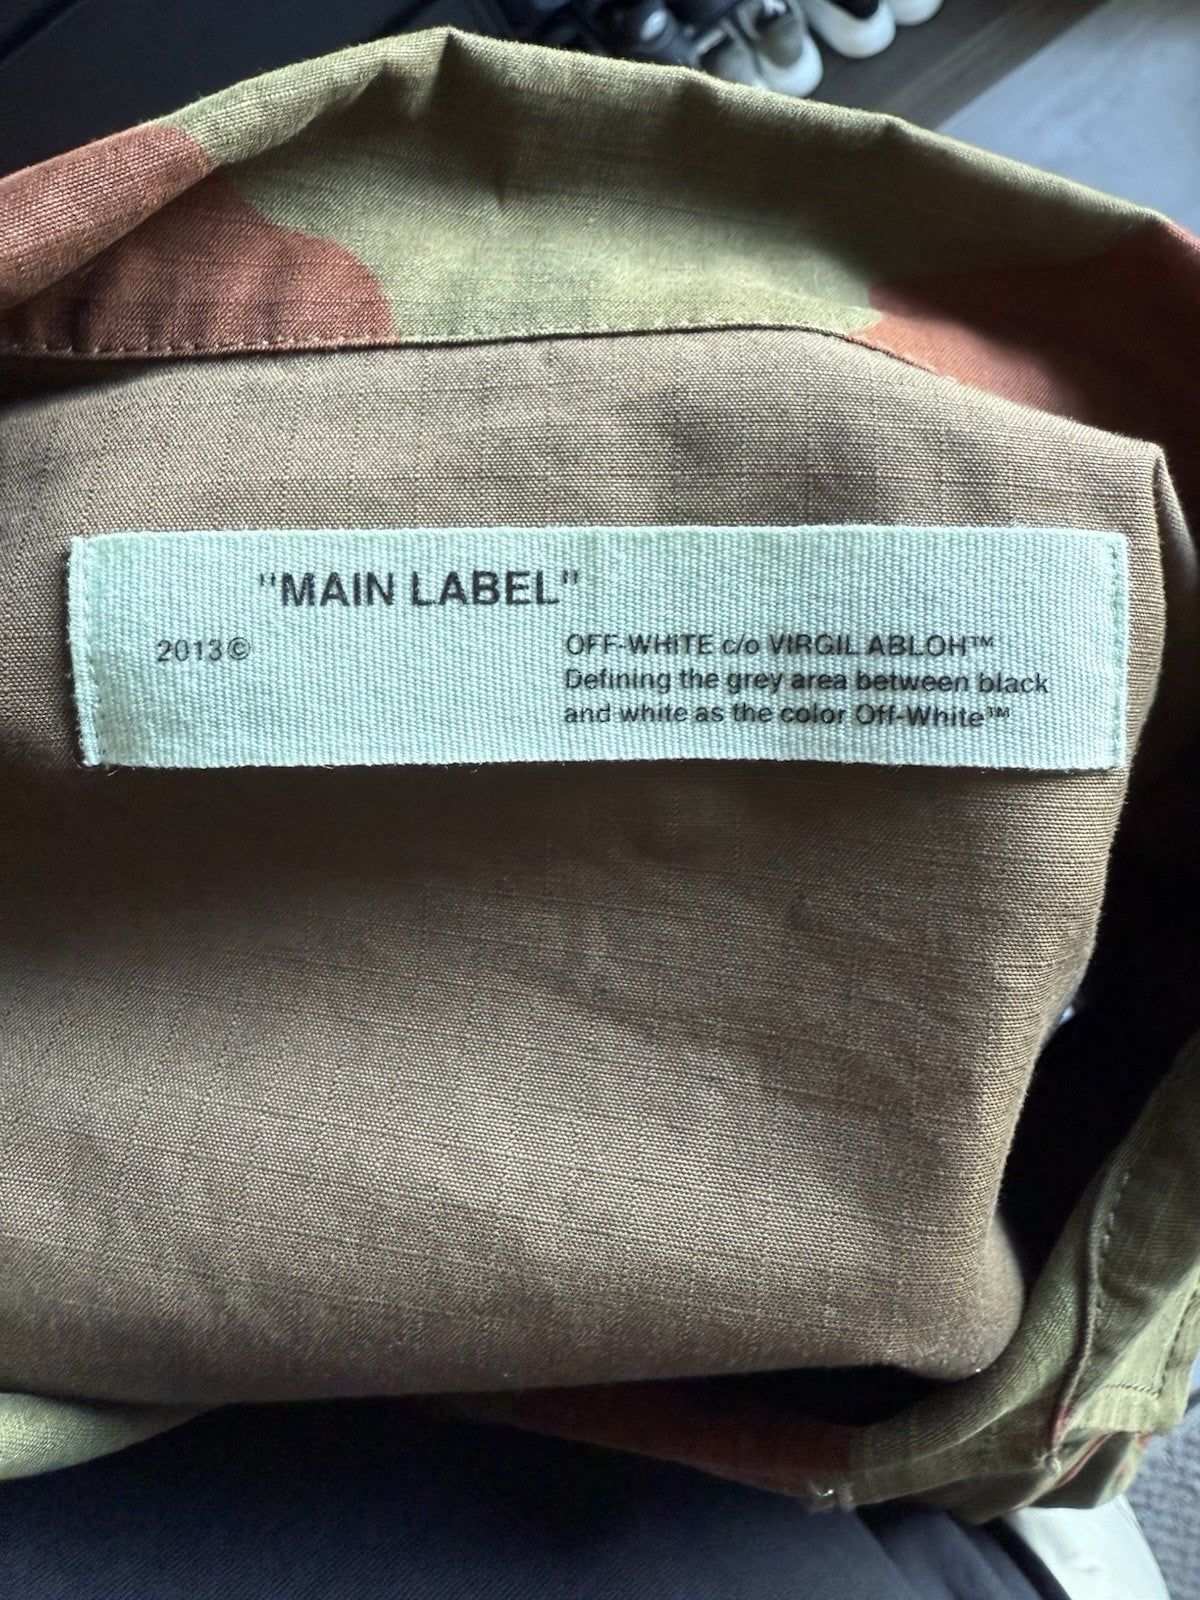 "MAIN LABEL"
2013©
OFF-WHITE c/o VIRGIL ABLOH™
Defining the grey area between black
and white as the color Off-White™